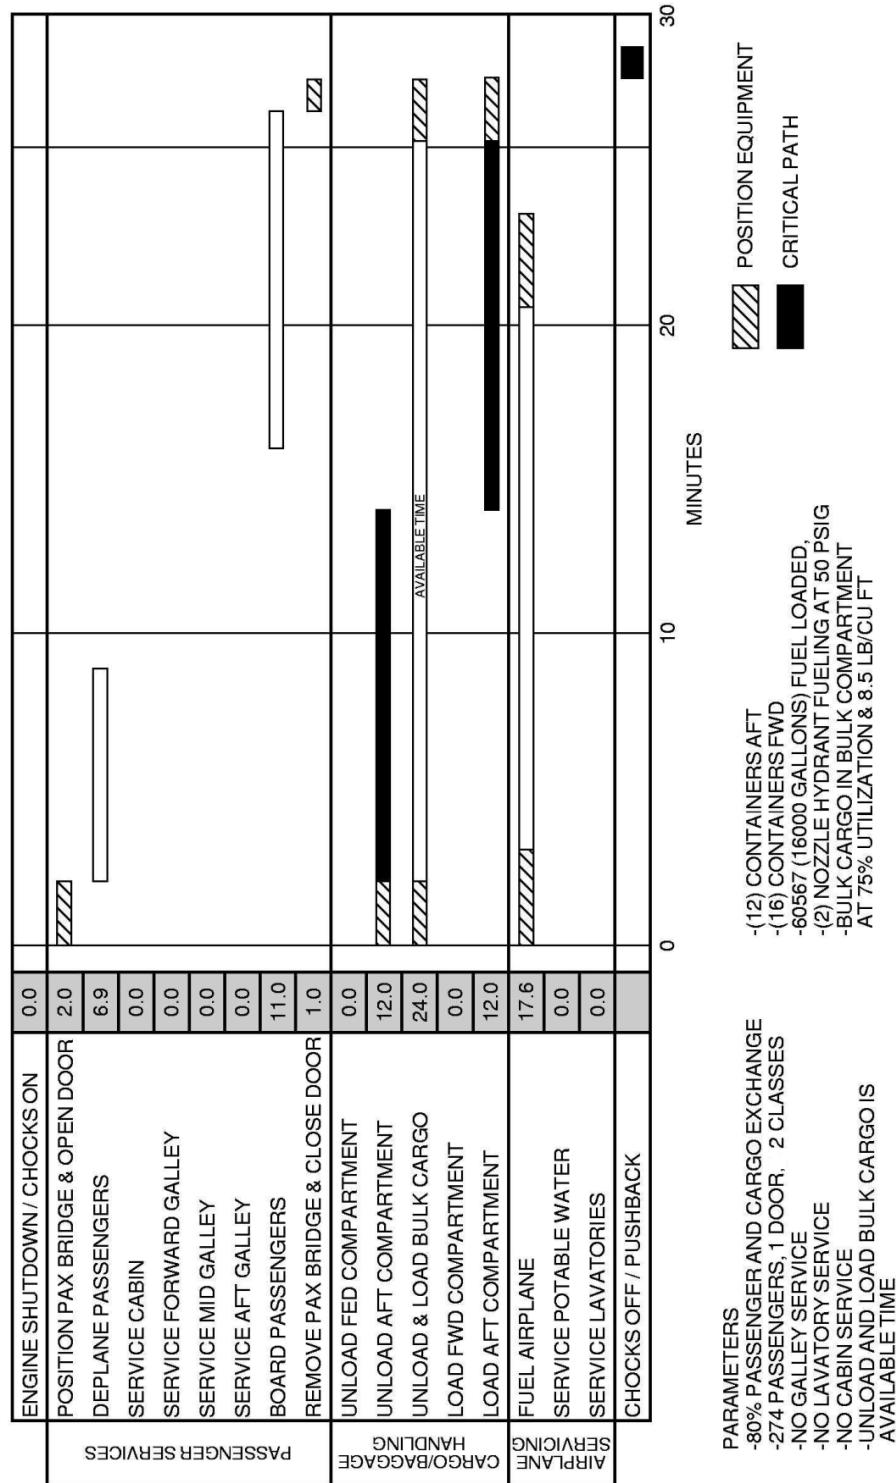 ENGINE SHUTDOWN / CHOCKS ON 0.0
PASSENGER SERVICES
POSITION PAX BRIDGE & OPEN DOOR 2.0
DEPLANE PASSENGERS 6.9
SERVICE CABIN 0.0
SERVICE FORWARD GALLEY 0.0
SERVICE MID GALLEY 0.0
SERVICE AFT GALLEY 0.0
BOARD PASSENGERS 11.0
REMOVE PAX BRIDGE & CLOSE DOOR 1.0
CARGO/BAGGAGE
HANDLING
UNLOAD FED COMPARTMENT 0.0
UNLOAD AFT COMPARTMENT 12.0
UNLOAD & LOAD BULK CARGO 24.0
AVAILABLE TIME
LOAD FWD COMPARTMENT 0.0
LOAD AFT COMPARTMENT 12.0
AIRPLANE
SERVICING
FUEL AIRPLANE 17.6
SERVICE POTABLE WATER 0.0
SERVICE LAVATORIES 0.0
CHOCKS OFF / PUSHBACK
0 10 20 30
MINUTES
PARAMETERS
-80% PASSENGER AND CARGO EXCHANGE
-274 PASSENGERS, 1 DOOR, 2 CLASSES
-NO GALLEY SERVICE
-NO LAVATORY SERVICE
-NO CABIN SERVICE
-UNLOAD AND LOAD BULK CARGO IS
AVAILABLE TIME
-(12) CONTAINERS AFT
-(16) CONTAINERS FWD
-60567 (16000 GALLONS) FUEL LOADED,
-(2) NOZZLE HYDRANT FUELING AT 50 PSIG
-BULK CARGO IN BULK COMPARTMENT
AT 75% UTILIZATION & 8.5 LB/CU FT
POSITION EQUIPMENT
CRITICAL PATH